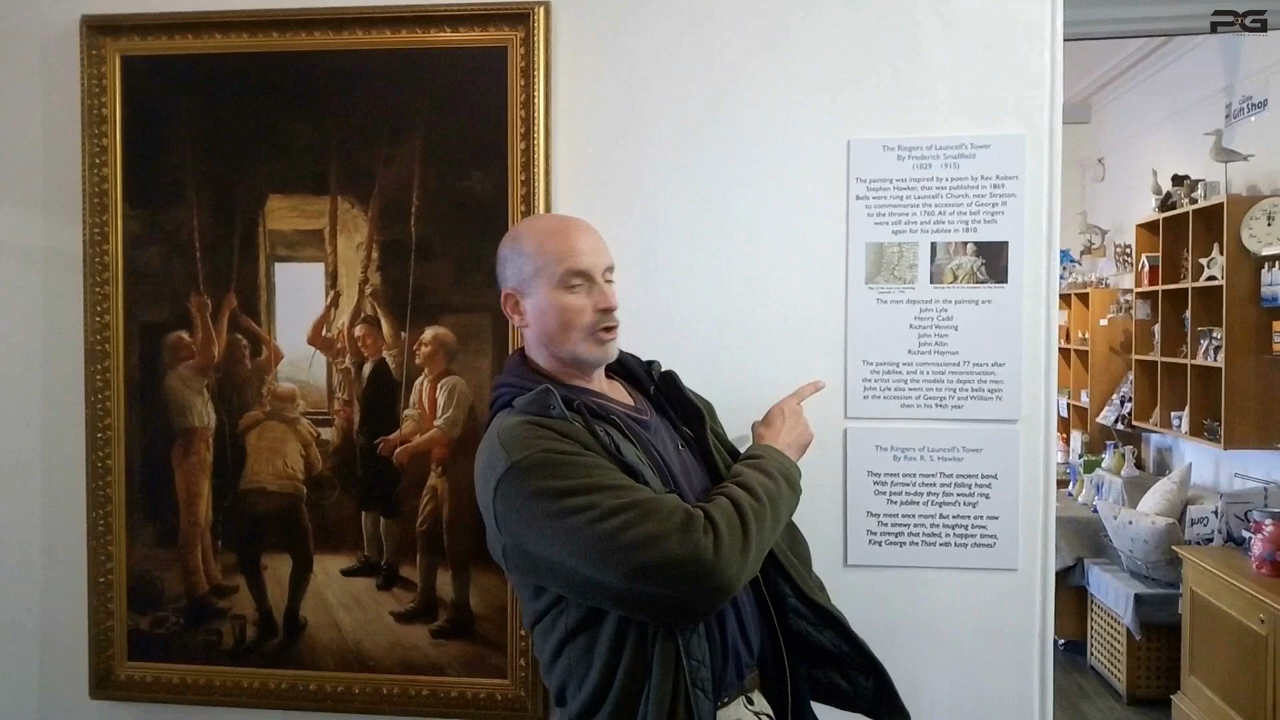 PanG
The Castle
Gift Shop
The Ringers of Launcell's Tower
By Frederick Smallfield
(1829 - 1915)
The painting was inspired by a poem by Rev. Robert
Stephen Hawker, that was published in 1869.
Bells were rung at Launcell's Church, near Stratton,
to commemorate the accession of George III
to the throne in 1760. All of the bell ringers
were still alive and able to ring the bells
again for his jubilee in 1810.
The men depicted in the painting are:
John Lyle
Henry Cadd
Richard Venning
John Ham
John Allin
Richard Hayman
The painting was commissioned 77 years after
the jubilee, and is a total reconstruction,
the artist using the models to depict the men.
John Lyle also went on to ring the bells again
at the accession of George IV and William IV,
then in his 94th year.
The Ringers of Launcell's Tower
By Rev. R. S. Hawker
They meet once more! That ancient band,
With furrow'd cheek and failing hand;
One peal to-day they fain would ring,
The jubilee of England's king!
They meet once more! But where are now
The sinewy arm, the laughing brow,
The strength that hailed, in happier times,
King George the Third with lusty chimes?